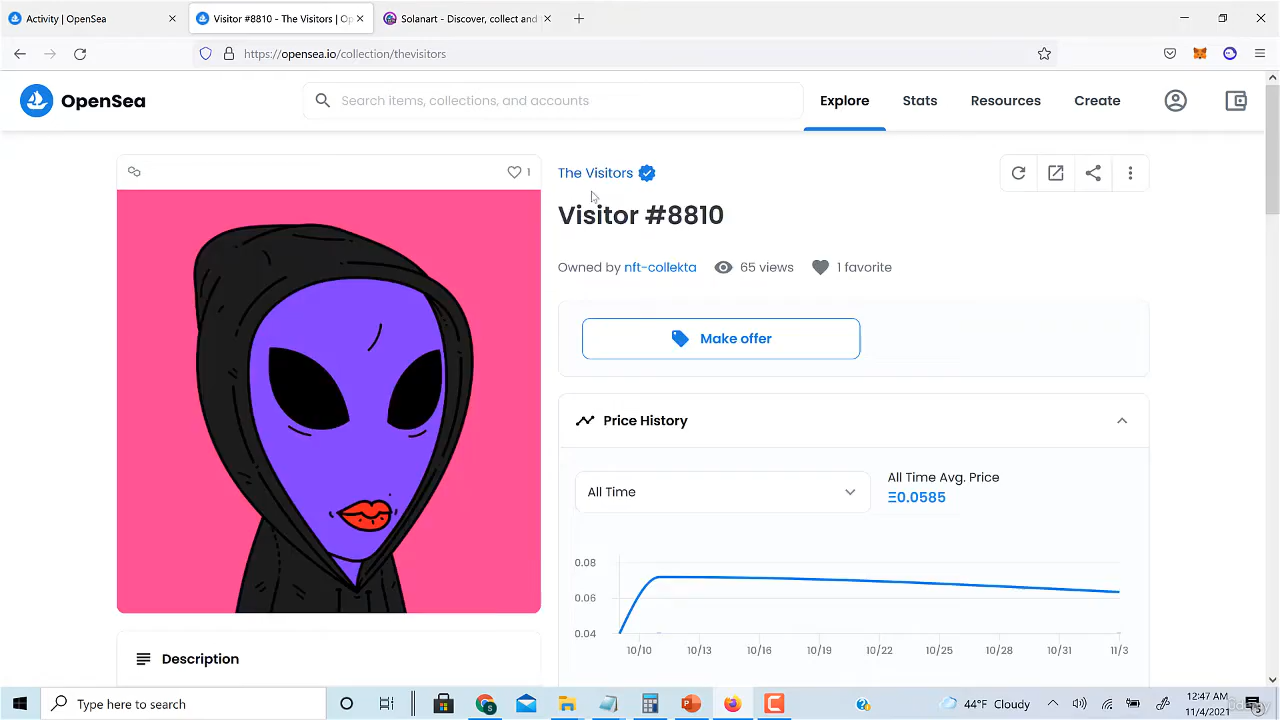 Activity | OpenSea
Visitor #8810 - The Visitors | Op
Solanart - Discover, collect and
https://opensea.io/collection/thevisitors
OpenSea
Search items, collections, and accounts
Explore
Stats
Resources
Create
1
The Visitors
Visitor #8810
Owned by nft-collekta
65 views
1 favorite
Make offer
Price History
All Time
All Time Avg. Price
Ξ0.0585
0.08
0.06
0.04
10/10
10/13
10/16
10/19
10/22
10/25
10/28
10/31
11/3
Description
Type here to search
44°F Cloudy
12:47 AM
11/4/2021